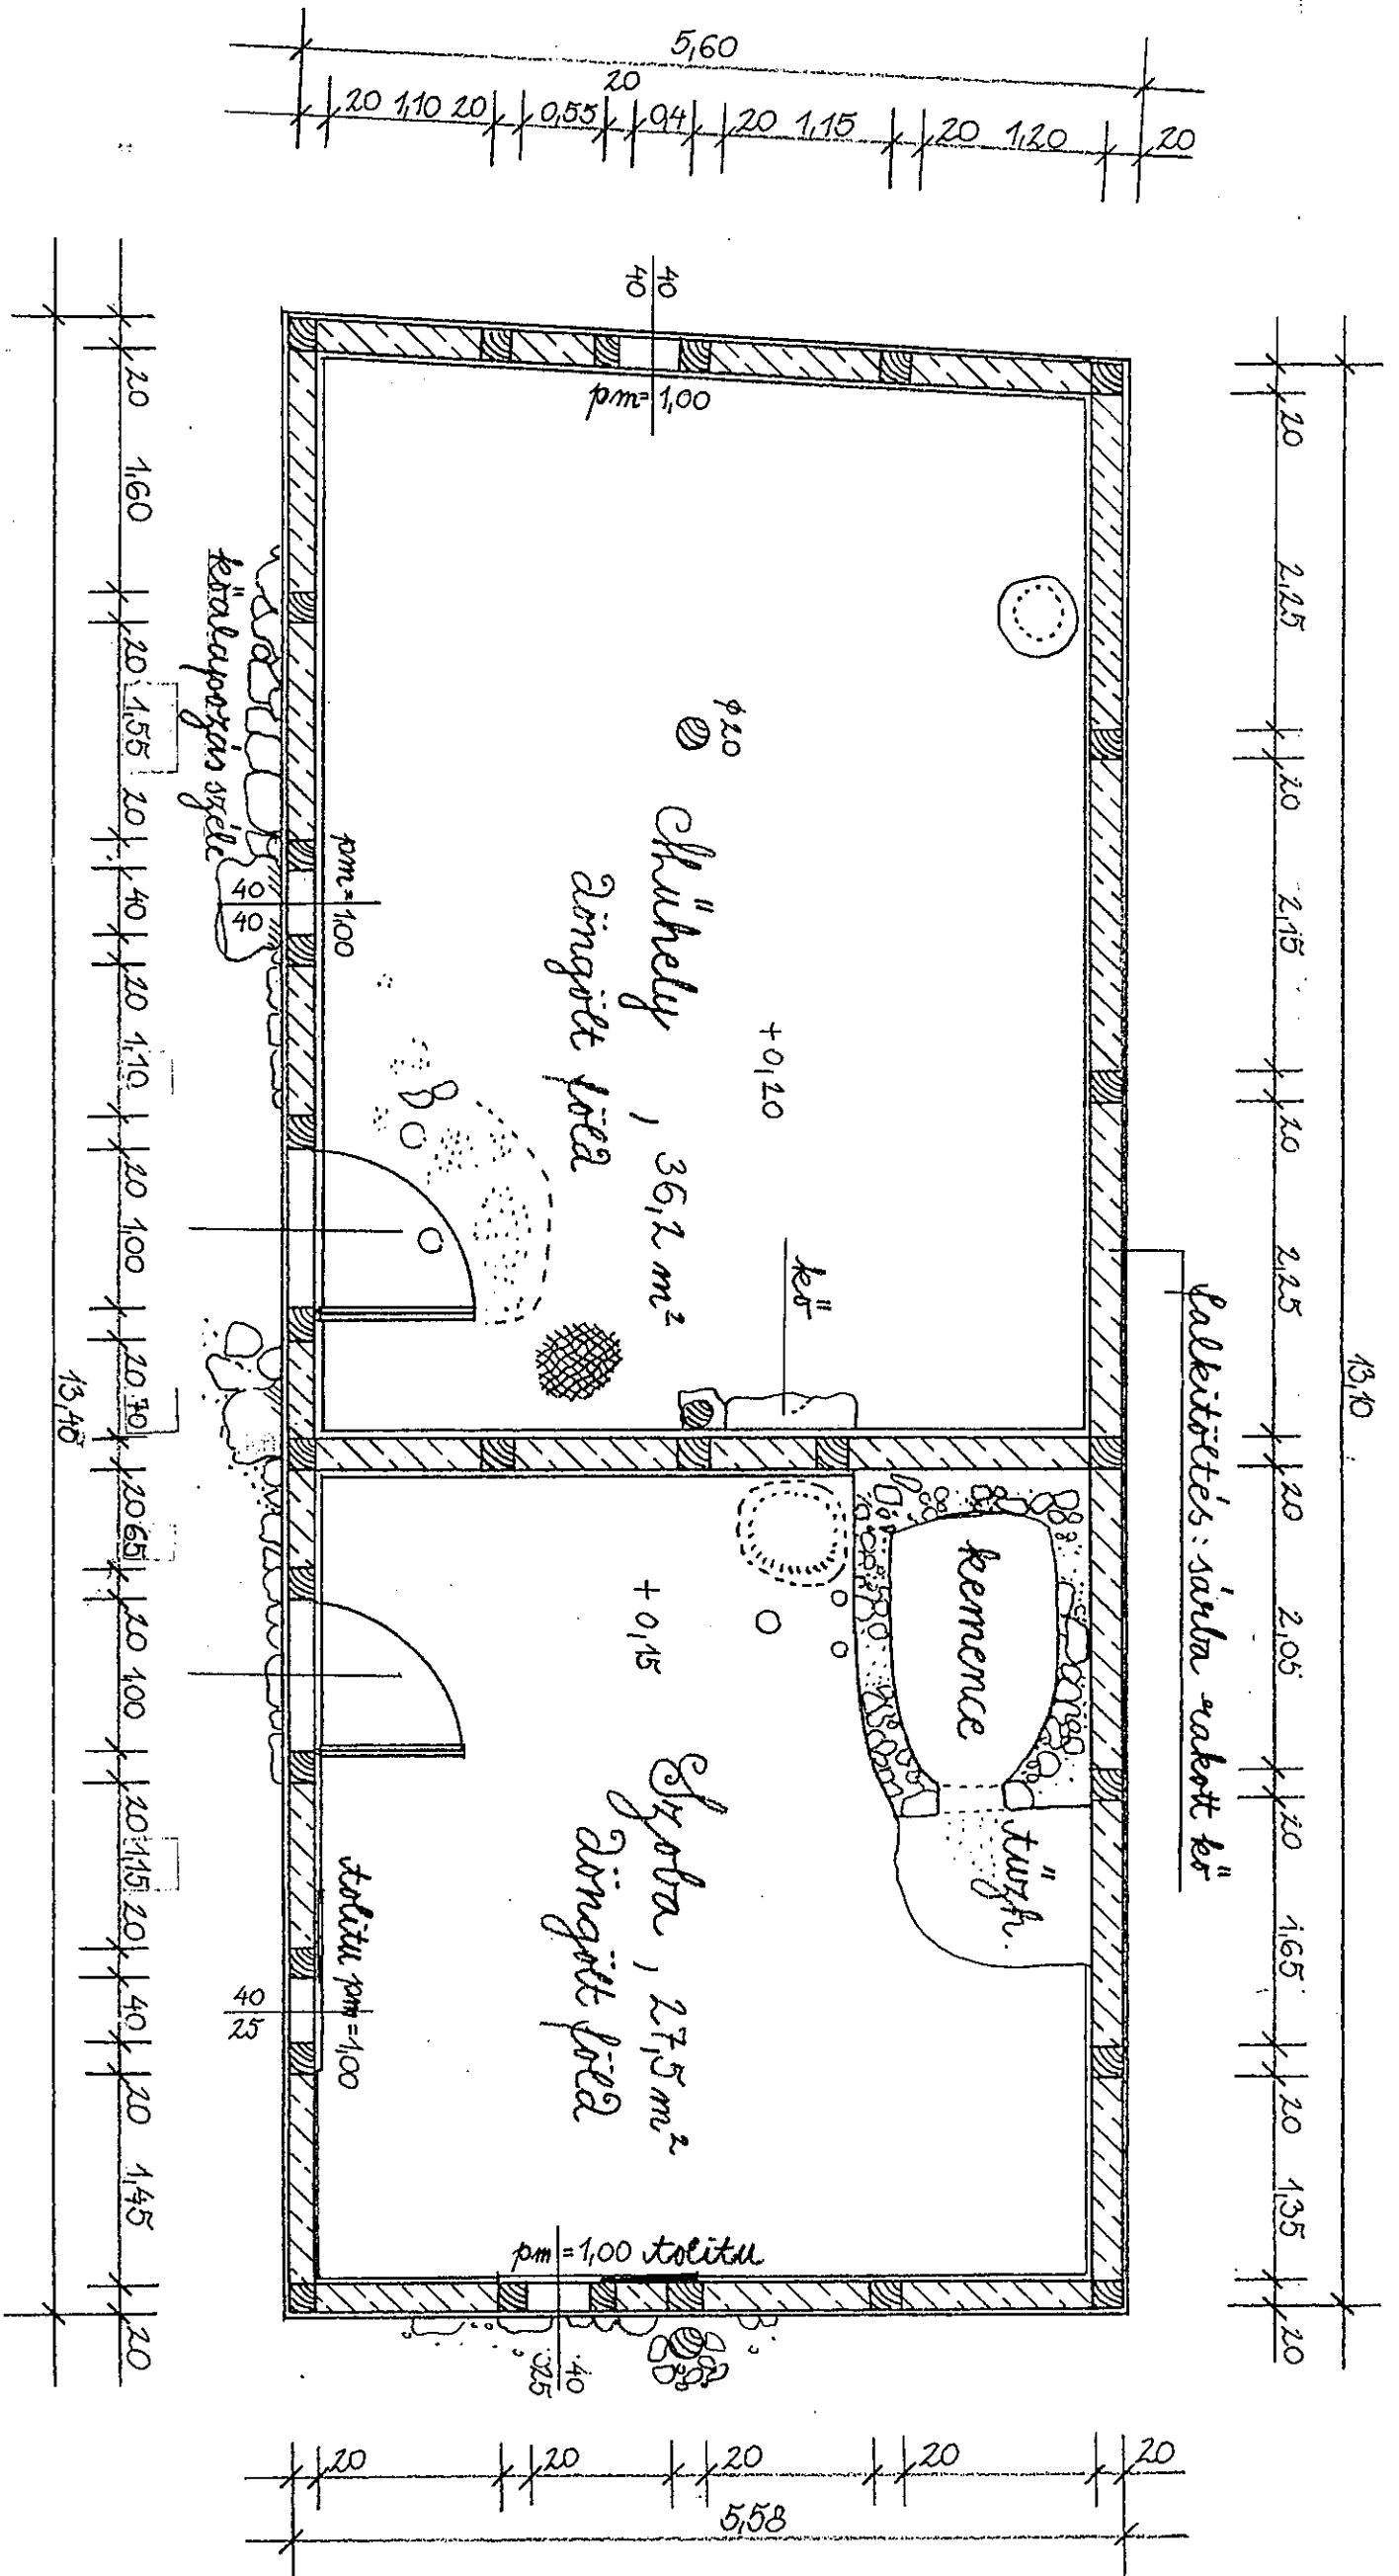 5,60
20
20 1,10 20 0,55 0,4 20 1,15 20 1,20 20
40
40
pm=1,00
13,10
20 2,25 20 2,15 20 2,25 20 2,05 20 1,65 20 1,35 20
falkitöltés: sárba rakott kő
φ20
+0,20
Műhely, 36,2 m²
döngölt föld
kő
kemence
tűzh.
+0,15
Szoba, 27,5 m²
döngölt föld
pm=1,00
40
40
kőalapozás széle
tolitu pm=1,00
40
25
pm=1,00 tolitu
40
25
20 1,60 20 1,55 20 40 20 1,10 20 1,00 20 70 20 65 20 1,00 20 1,15 20 40 20 1,45 20
20 20 20 20 20
5,58